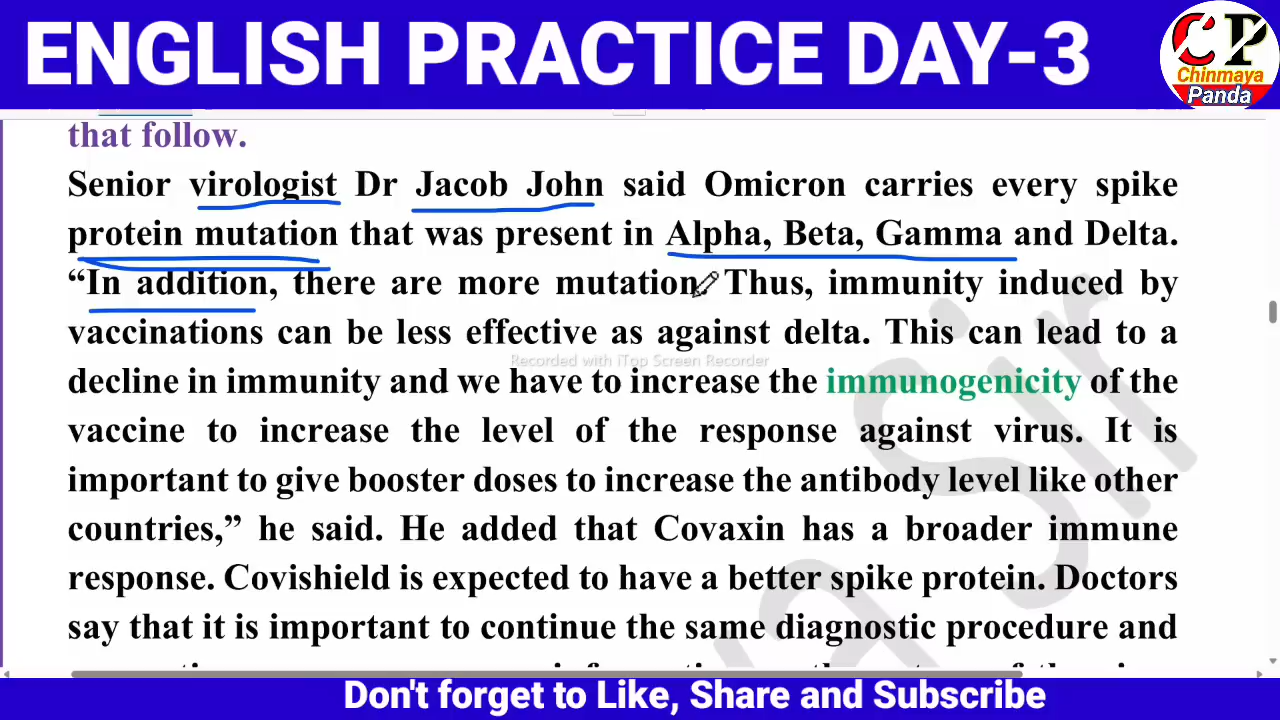 ENGLISH PRACTICE DAY-3
CP
Chinmaya
Panda
that follow.
Senior virologist Dr Jacob John said Omicron carries every spike
protein mutation that was present in Alpha, Beta, Gamma and Delta.
“In addition, there are more mutation Thus, immunity induced by
vaccinations can be less effective as against delta. This can lead to a
Recorded with iTop Screen Recorder
decline in immunity and we have to increase the immunogenicity of the
vaccine to increase the level of the response against virus. It is
important to give booster doses to increase the antibody level like other
countries,” he said. He added that Covaxin has a broader immune
response. Covishield is expected to have a better spike protein. Doctors
say that it is important to continue the same diagnostic procedure and
Don't forget to Like, Share and Subscribe